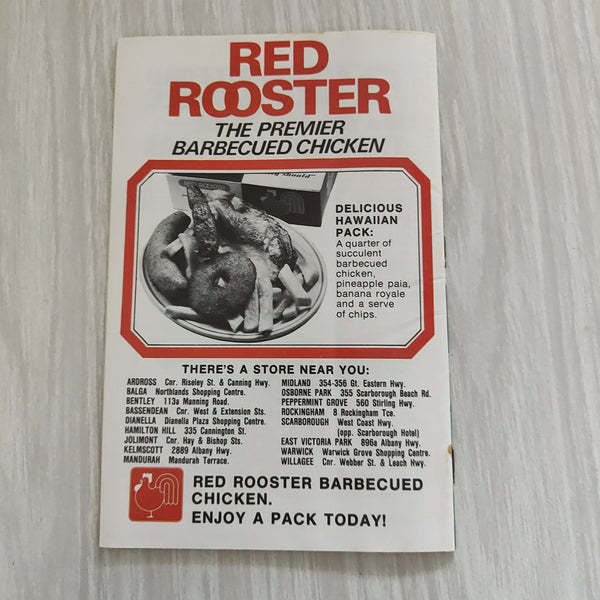 RED
ROOSTER
THE PREMIER
BARBECUED CHICKEN
should"
DELICIOUS
HAWAIIAN
PACK:
A quarter of
succulent
barbecued
chicken,
pineapple paia,
banana royale
and a serve
of chips.
THERE'S A STORE NEAR YOU:
ARDROSS Cnr. Riseley St. & Canning Hwy.
BALGA Northlands Shopping Centre.
BENTLEY 113a Manning Road.
BASSENDEAN Cnr. West & Extension Sts.
DIANELLA Dianella Plaza Shopping Centre.
HAMILTON HILL 335 Cannington St.
JOLIMONT Cnr. Hay & Bishop Sts.
KELMSCOTT 2889 Albany Hwy.
MANDURAH Mandurah Terrace.
MIDLAND 354-356 Gt. Eastern Hwy.
OSBORNE PARK 355 Scarborough Beach Rd.
PEPPERMINT GROVE 560 Stirling Hwy.
ROCKINGHAM 8 Rockingham Tce.
SCARBOROUGH West Coast Hwy.
(opp. Scarborough Hotel)
EAST VICTORIA PARK 896a Albany Hwy.
WARWICK Warwick Grove Shopping Centre.
WILLAGEE Cnr. Webber St. & Leach Hwy.
RED ROOSTER BARBECUED
CHICKEN.
ENJOY A PACK TODAY!